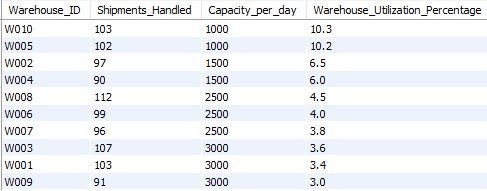 Warehouse_ID Shipments_Handled Capacity_per_day Warehouse_Utilization_Percentage
W010 103 1000 10.3
W005 102 1000 10.2
W002 97 1500 6.5
W004 90 1500 6.0
W008 112 2500 4.5
W006 99 2500 4.0
W007 96 2500 3.8
W003 107 3000 3.6
W001 103 3000 3.4
W009 91 3000 3.0